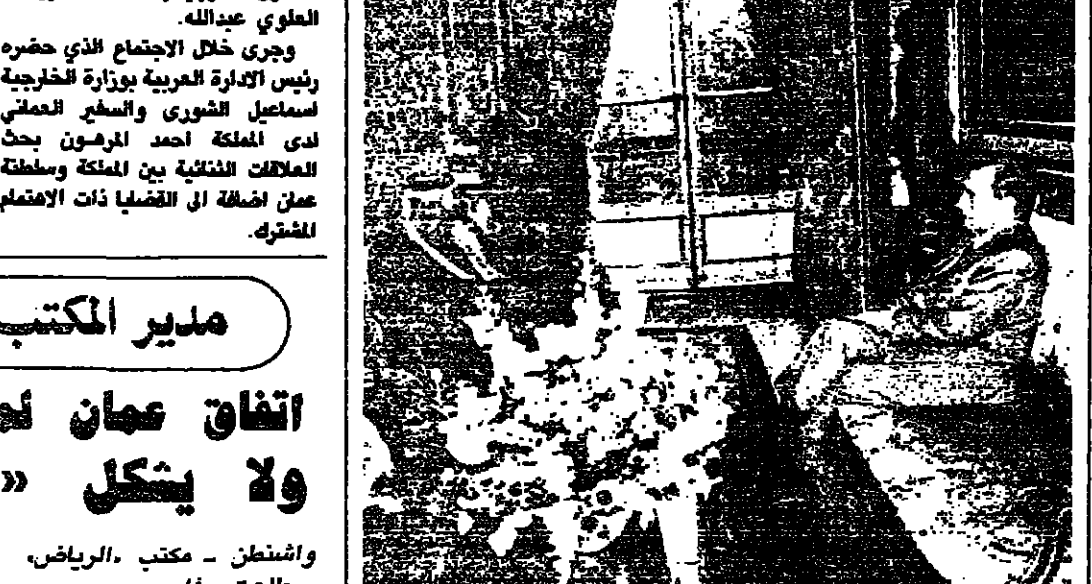 العلوي عبدالله.
وجرى خلال الاجتماع الذي حضره
رئيس الادارة العربية بوزارة الخارجية
اسماعيل الشورى والسفير العماني
لدى المملكة احمد المرهون بحث
العلاقات الثنائية بين المملكة وسلطنة
عمان اضافة الى القضايا ذات الاهتمام
المشترك.
مدير المكتب
اتفاق عمان
ولا يشكل «
واشنطن – مكتب «الرياض»